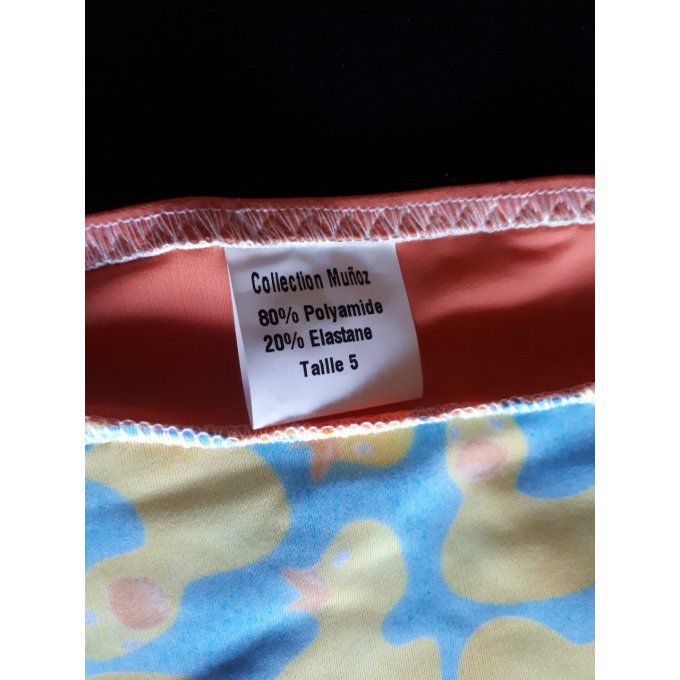 Collection Muñoz
80% Polyamide
20% Elastane
Taille 5